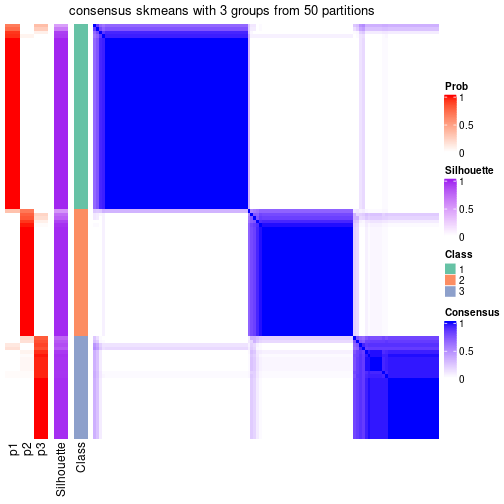 consensus skmeans with 3 groups from 50 partitions
Prob
1
0.5
0
Silhouette
1
0.5
0
Class
1
2
3
Consensus
1
0.5
0
p1
p2
p3
Silhouette
Class